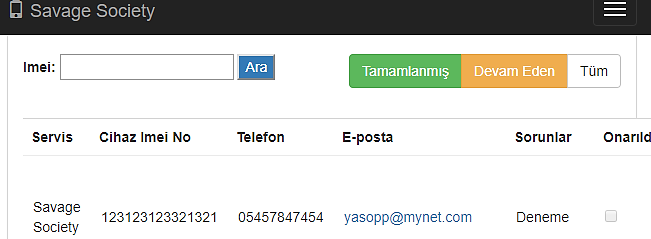 Savage Society
Imei: Ara Tamamlanmış Devam Eden Tüm
Servis Cihaz Imei No Telefon E-posta Sorunlar Onarıld
Savage Society 123123123321321 05457847454 yasopp@mynet.com Deneme